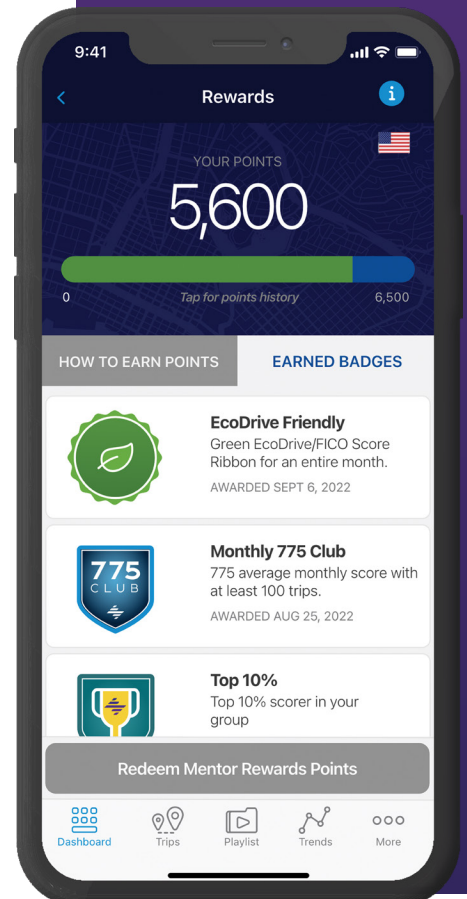 9:41
Rewards
i
YOUR POINTS
5,600
0
Tap for points history
6,500
HOW TO EARN POINTS
EARNED BADGES
EcoDrive Friendly
Green EcoDrive/FICO Score
Ribbon for an entire month.
AWARDED SEPT 6, 2022
775
CLUB
Monthly 775 Club
775 average monthly score with
at least 100 trips.
AWARDED AUG 25, 2022
Top 10%
Top 10% scorer in your
group
Redeem Mentor Rewards Points
Dashboard
Trips
Playlist
Trends
More